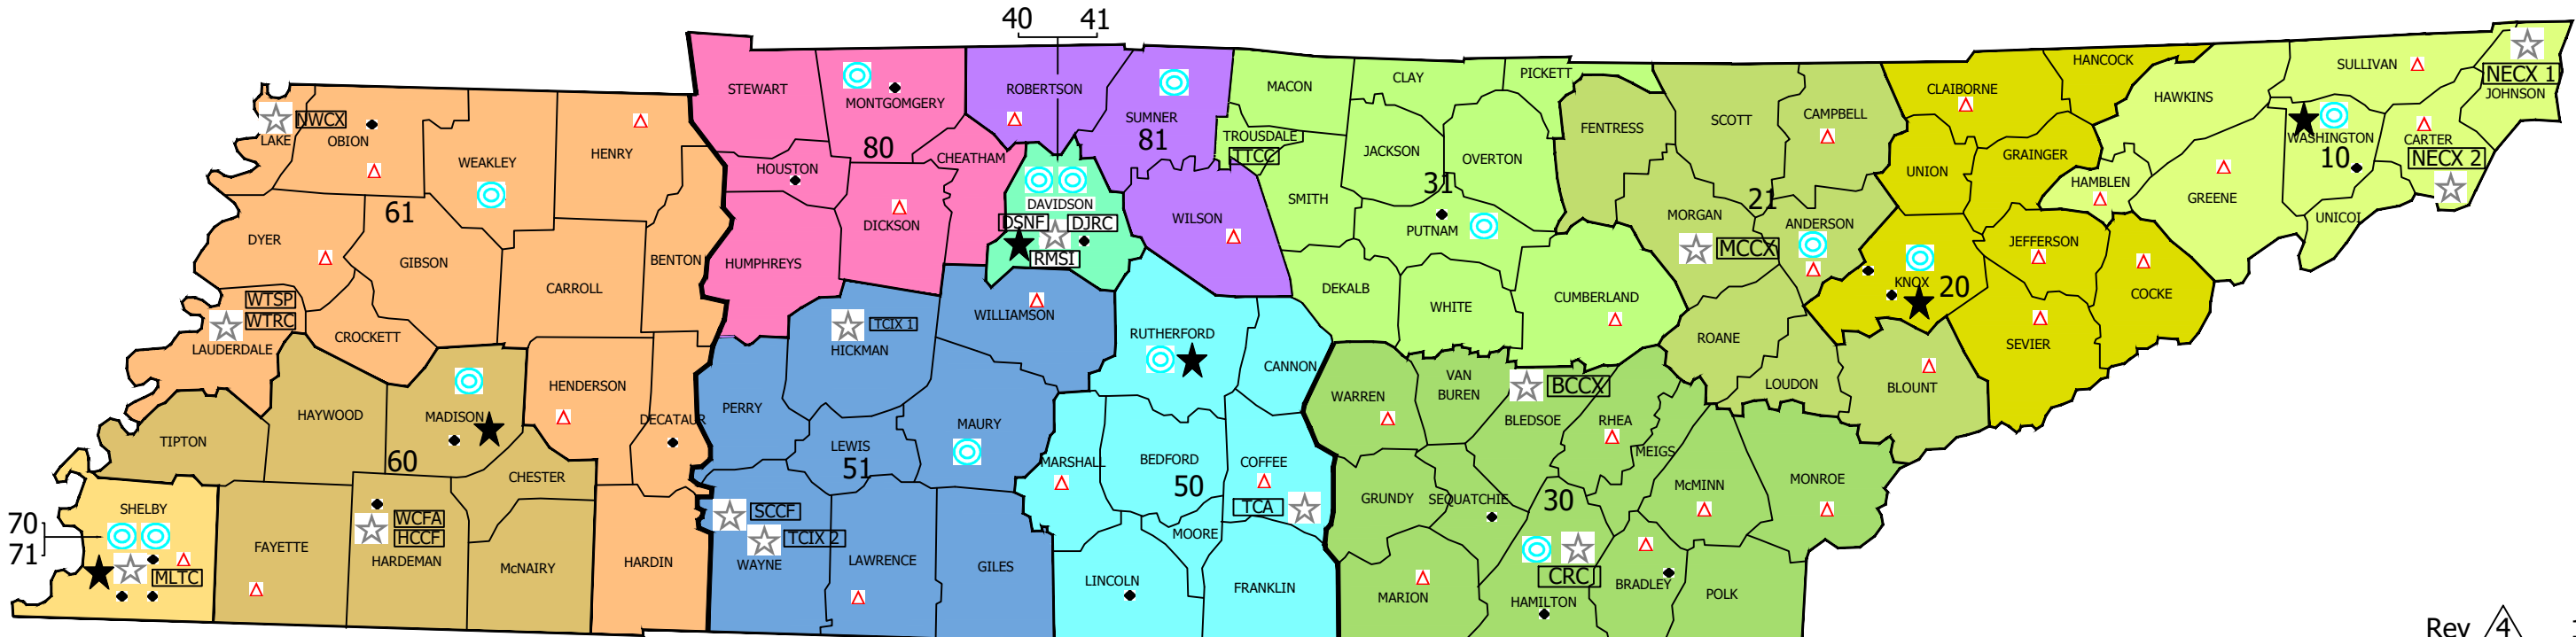 40 41
STEWART
MONTGOMGERY
80
HOUSTON
CHEATHAM
DICKSON
HUMPHREYS
ROBERTSON
SUMNER
81
WILSON
DAVIDSON
DSNF
DJRC
RMSI
MACON
CLAY
PICKETT
TROUSDALE
TTCC
JACKSON
OVERTON
SMITH
31
PUTNAM
DEKALB
WHITE
CUMBERLAND
FENTRESS
SCOTT
CAMPBELL
MORGAN
21
ANDERSON
MCCX
ROANE
LOUDON
BLOUNT
CLAIBORNE
HANCOCK
UNION
GRAINGER
JEFFERSON
KNOX
20
COCKE
SEVIER
HAWKINS
SULLIVAN
NECX 1
JOHNSON
WASHINGTON
10
CARTER
NECX 2
HAMBLEN
GREENE
UNICOI
NWCX
LAKE
OBION
WEAKLEY
HENRY
61
DYER
GIBSON
BENTON
CARROLL
WTSP
WTRC
LAUDERDALE
CROCKETT
HENDERSON
DECATAUR
HARDIN
HAYWOOD
MADISON
TIPTON
60
CHESTER
FAYETTE
WCFA
HCCF
HARDEMAN
McNAIRY
SHELBY
70
71
MLTC
TCIX 1
HICKMAN
WILLIAMSON
PERRY
LEWIS
51
MAURY
SCCF
TCIX 2
WAYNE
LAWRENCE
GILES
RUTHERFORD
CANNON
MARSHALL
BEDFORD
COFFEE
50
TCA
MOORE
LINCOLN
FRANKLIN
WARREN
VAN
BUREN
BCCX
BLEDSOE
RHEA
MEIGS
GRUNDY
SEQUATCHIE
30
McMINN
MONROE
MARION
CRC
HAMILTON
BRADLEY
POLK
Rev 4